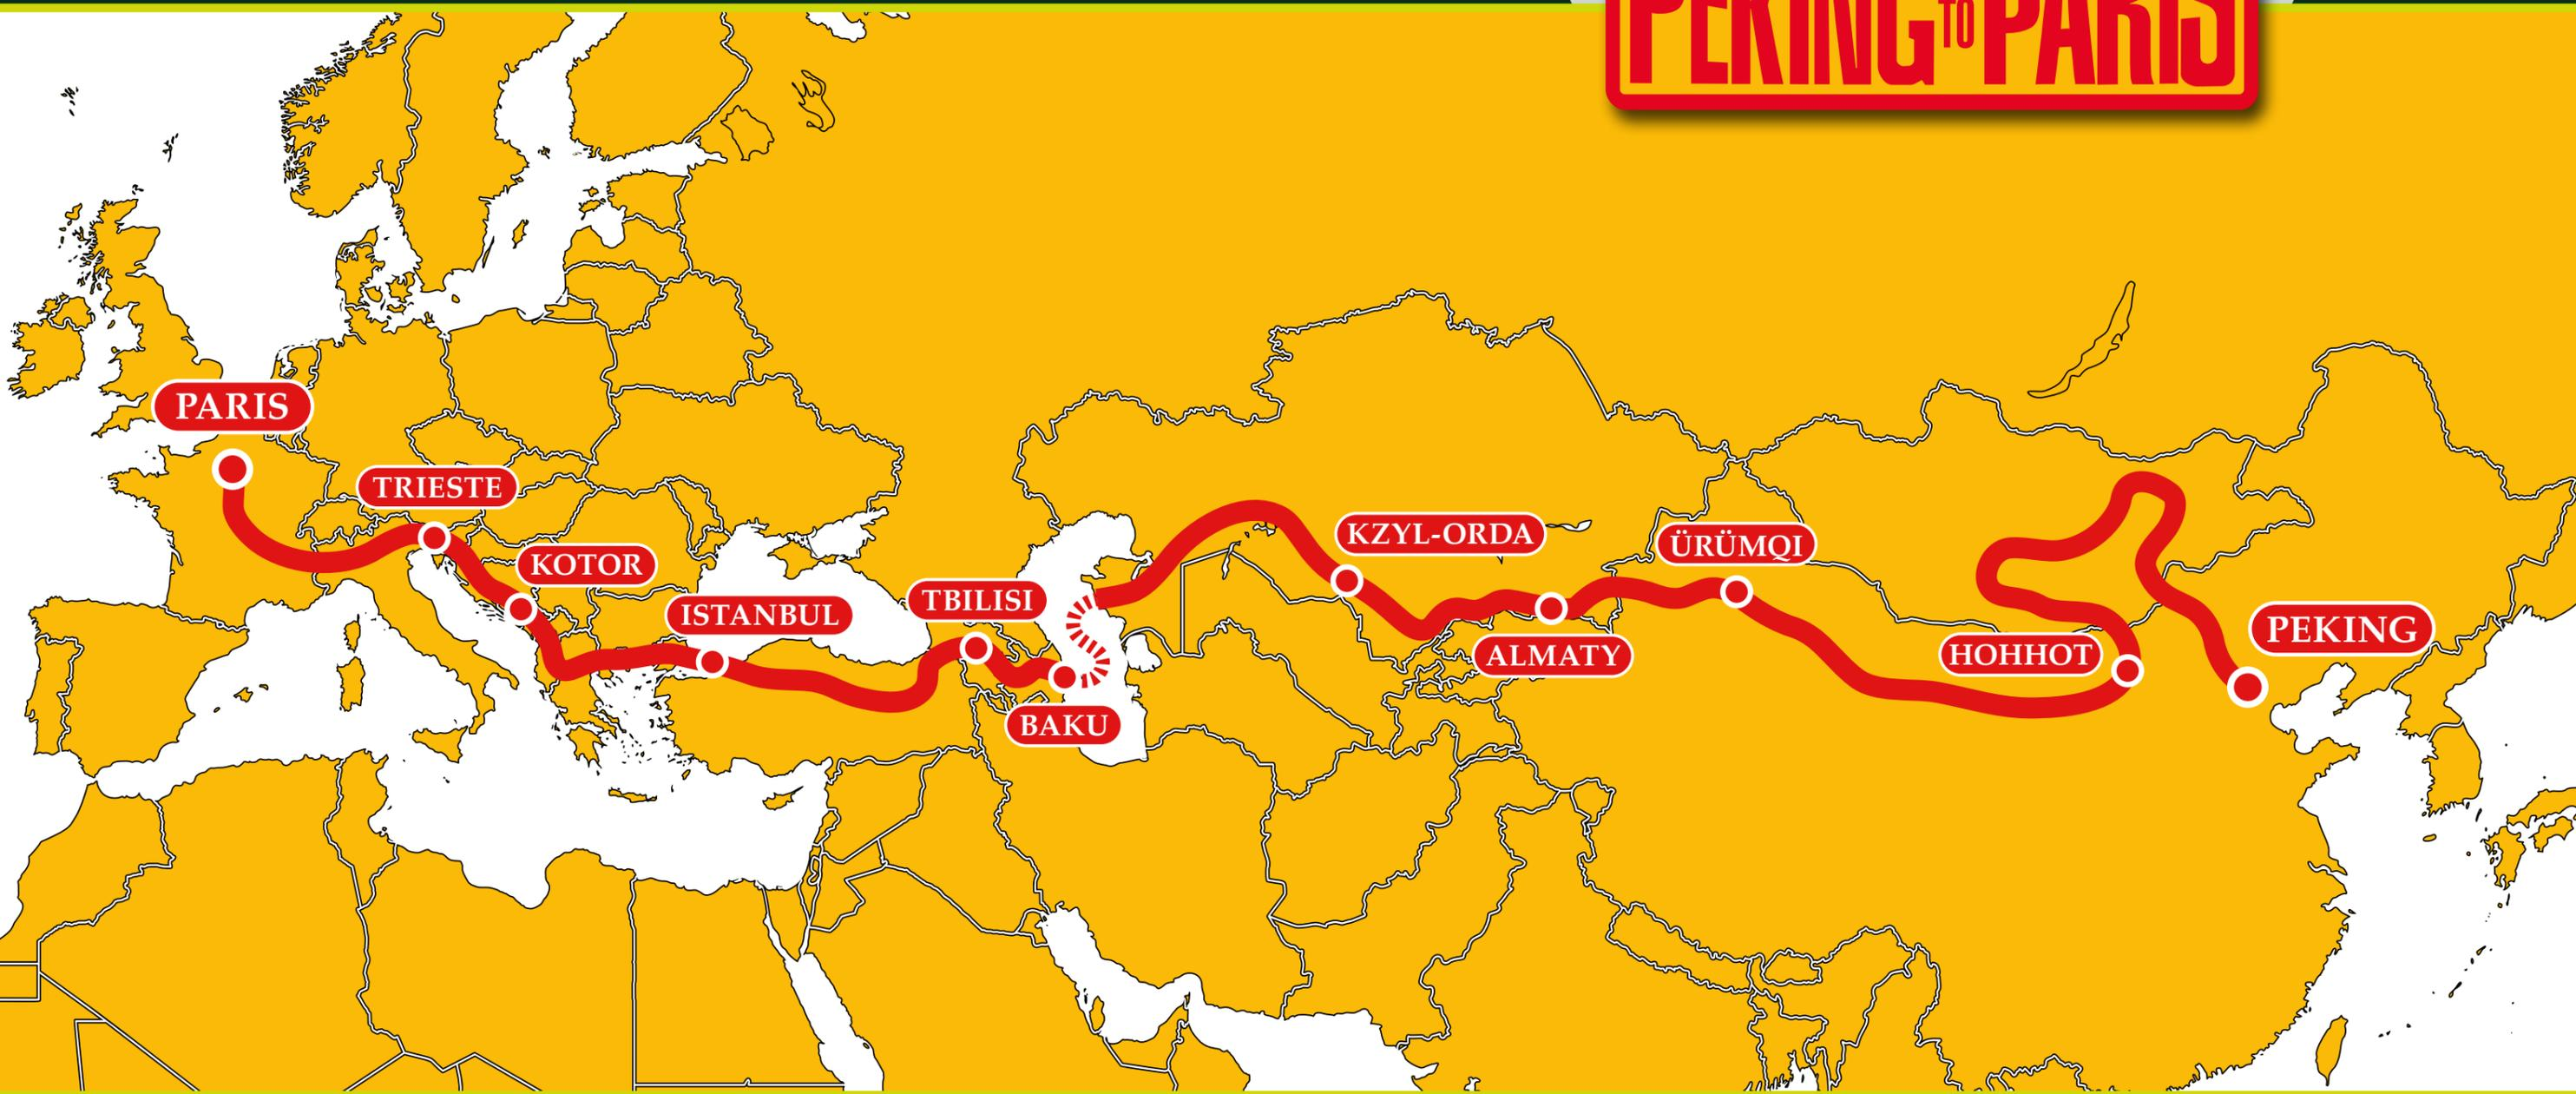 PEKING TO PARIS
PARIS
TRIESTE
KOTOR
ISTANBUL
TBILISI
BAKU
KZYL-ORDA
ALMATY
ÜRÜMQI
HOHHOT
PEKING